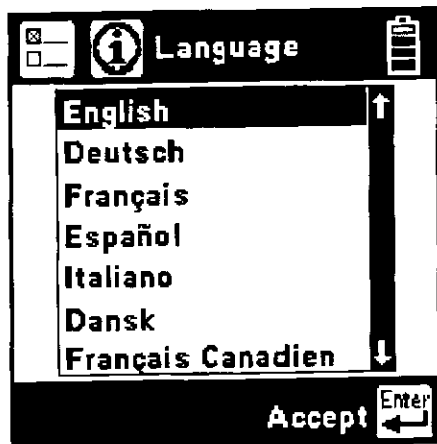 Language
English
Deutsch
Français
Español
Italiano
Dansk
Français Canadien
Accept Enter